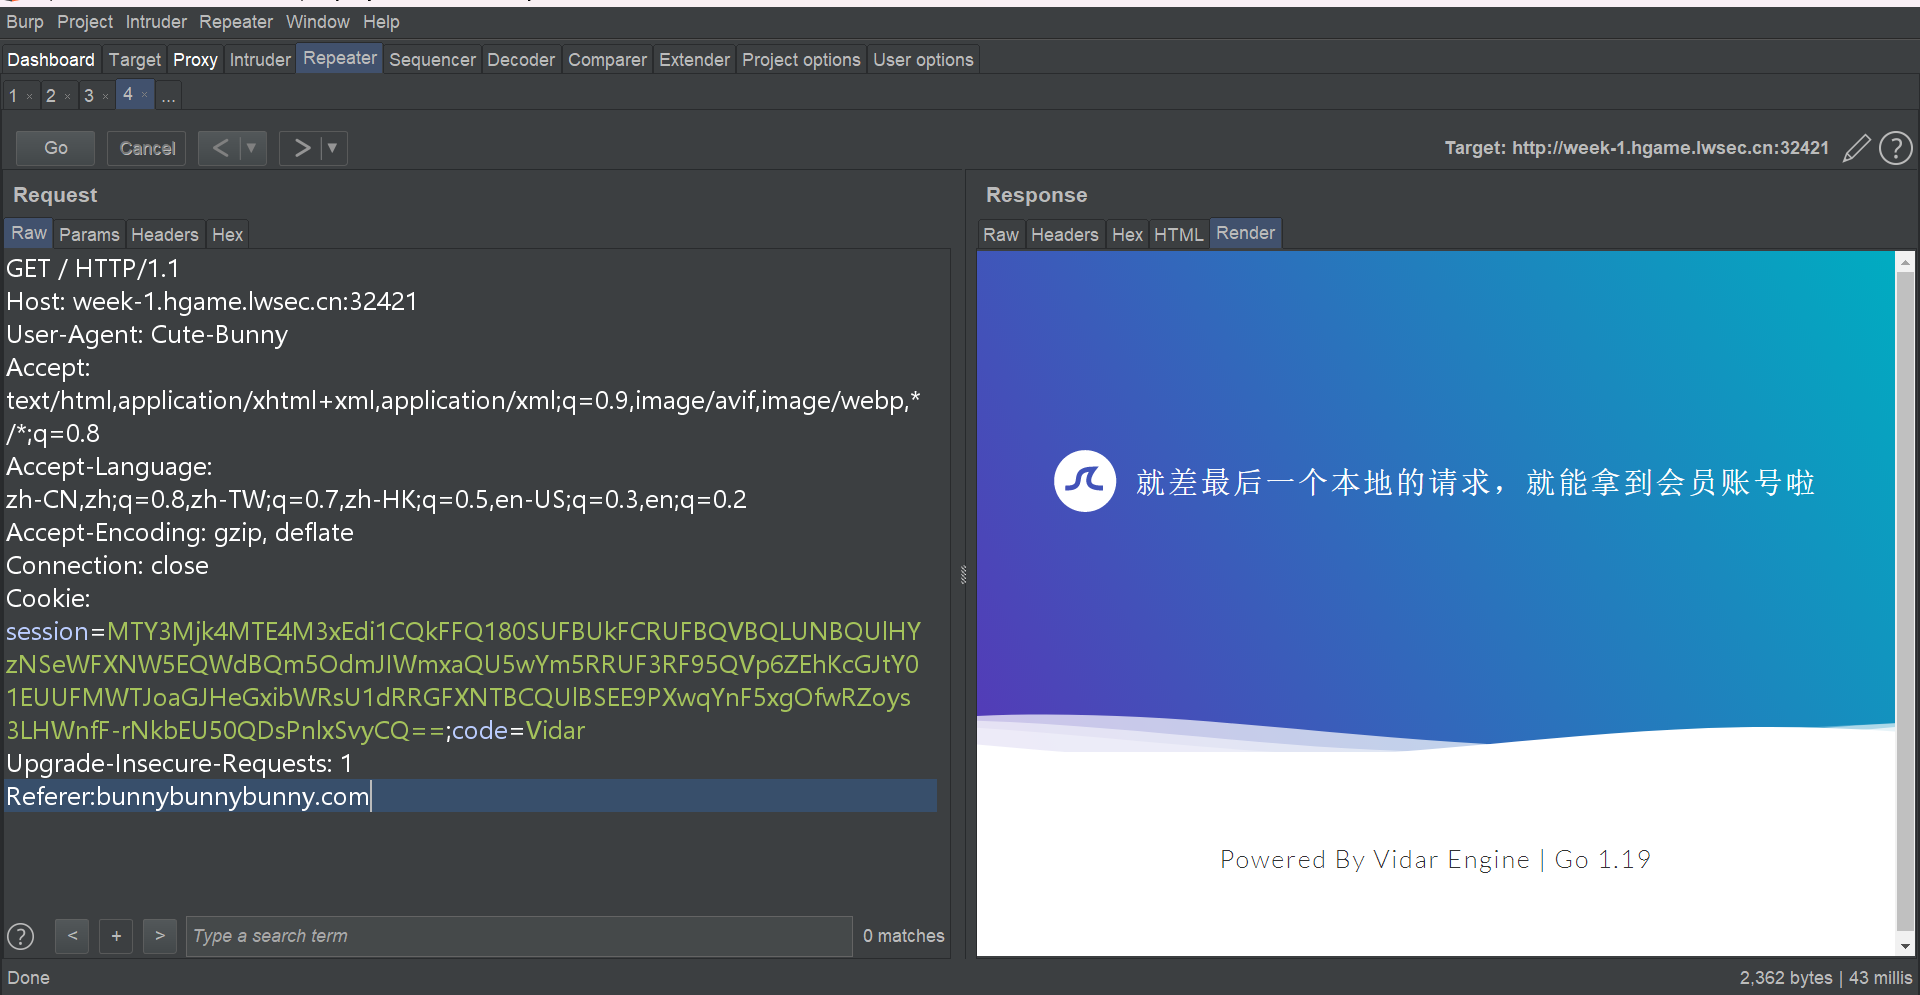 Burp Project Intruder Repeater Window Help
Dashboard Target Proxy Intruder Repeater Sequencer Decoder Comparer Extender Project options User options
1 × 2 × 3 × 4 × ...
Go Cancel < ▼ > ▼ Target: http://week-1.hgame.lwsec.cn:32421 ?
Request
Raw Params Headers Hex
GET / HTTP/1.1
Host: week-1.hgame.lwsec.cn:32421
User-Agent: Cute-Bunny
Accept:
text/html,application/xhtml+xml,application/xml;q=0.9,image/avif,image/webp,*
/*;q=0.8
Accept-Language:
zh-CN,zh;q=0.8,zh-TW;q=0.7,zh-HK;q=0.5,en-US;q=0.3,en;q=0.2
Accept-Encoding: gzip, deflate
Connection: close
Cookie:
session=MTY3Mjk4MTE4M3xEdi1CQkFFQ180SUFBUkFCRUFBQVBQLUNBQUlHY
zNSeWFXNW5EQWdBQm5OdmJIWmxaQU5wYm5RRUF3RF95QVp6ZEhKcGJtY0
1EUUFMWTJoaGJHeGxibWRsU1dRRGFXNTBCQUlBSEE9PXwqYnF5xgOfwRZoys
3LHWnfF-rNkbEU50QDsPnlxSvyCQ==;code=Vidar
Upgrade-Insecure-Requests: 1
Referer:bunnybunnybunny.com
? < + > Type a search term 0 matches
Response
Raw Headers Hex HTML Render
就差最后一个本地的请求，就能拿到会员账号啦
Powered By Vidar Engine | Go 1.19
Done 2,362 bytes | 43 millis